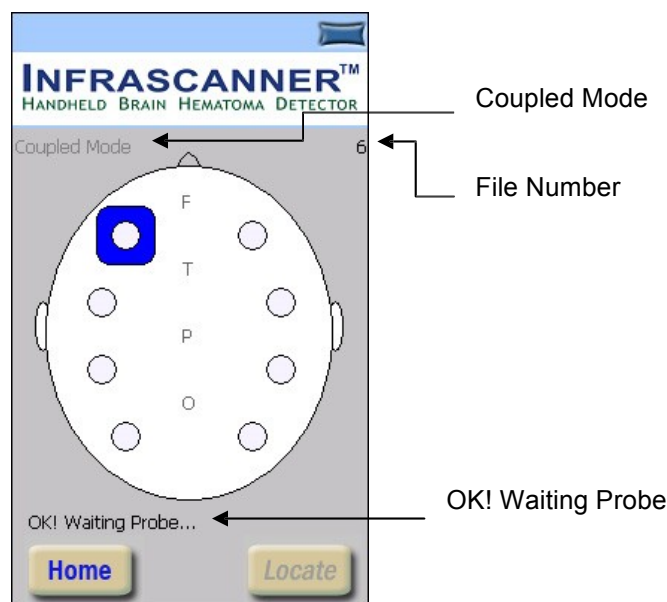 INFRASCANNER™
HANDHELD BRAIN HEMATOMA DETECTOR
Coupled Mode
Coupled Mode 6
File Number
F
T
P
O
OK! Waiting Probe
OK! Waiting Probe...
Home Locate